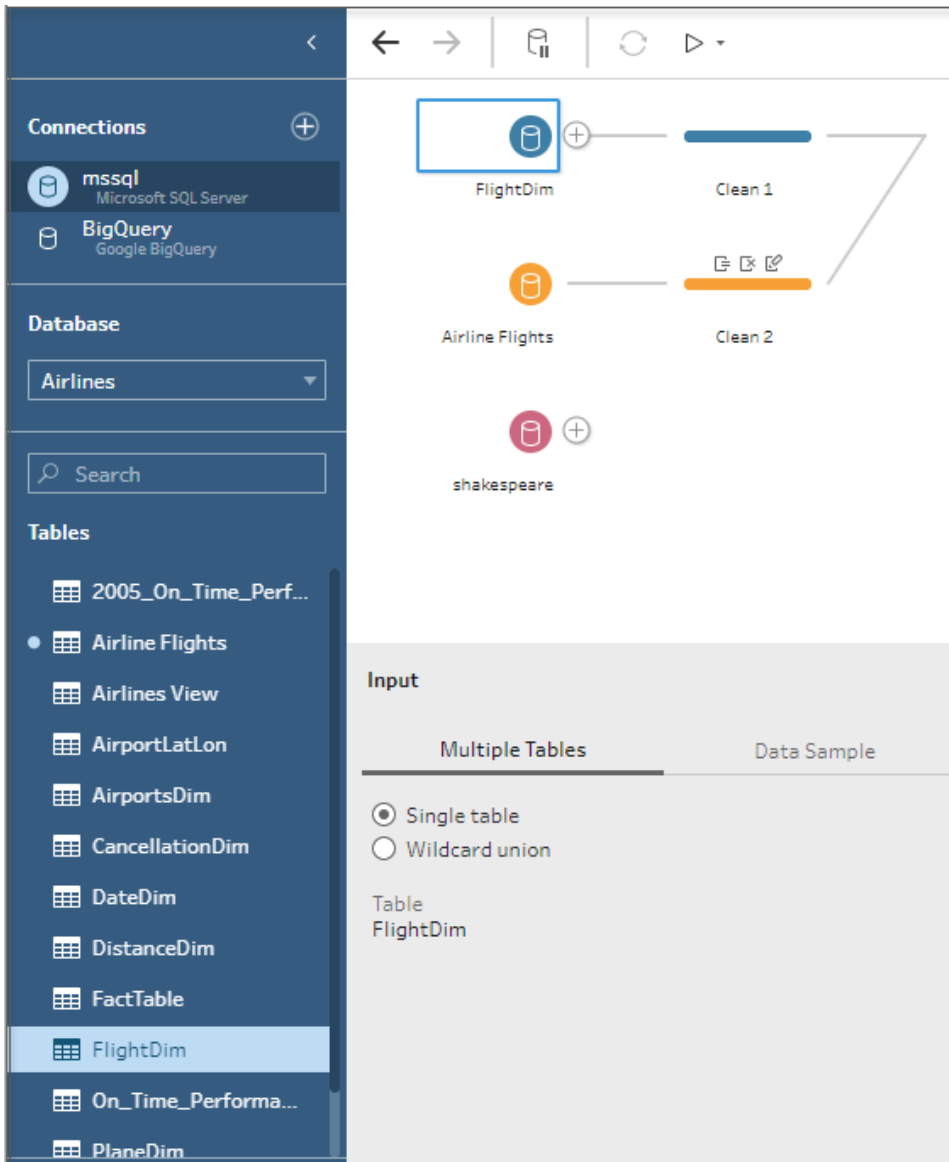 Connections
mssql
Microsoft SQL Server
BigQuery
Google BigQuery
Database
Airlines
Search
Tables
2005_On_Time_Perf...
Airline Flights
Airlines View
AirportLatLon
AirportsDim
CancellationDim
DateDim
DistanceDim
FactTable
FlightDim
On_Time_Performa...
PlaneDim
FlightDim
Clean 1
Airline Flights
Clean 2
shakespeare
Input
Multiple Tables
Data Sample
Single table
Wildcard union
Table
FlightDim